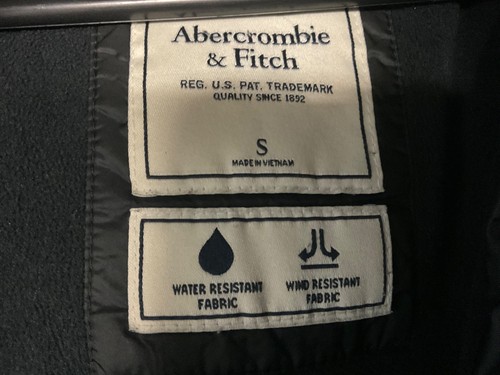 Abercrombie
& Fitch
REG. U.S. PAT. TRADEMARK
QUALITY SINCE 1892
S
MADE IN VIETNAM
WATER RESISTANT
FABRIC
WIND RESISTANT
FABRIC